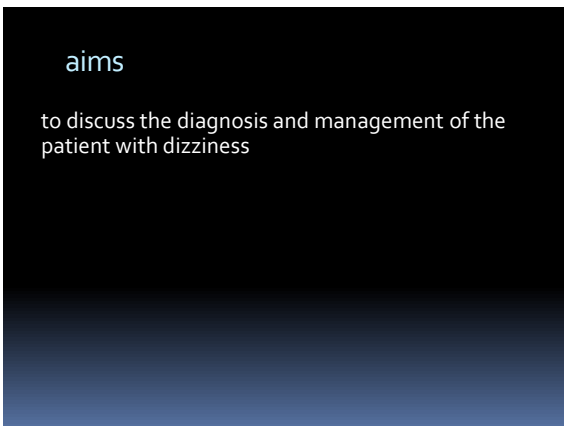 aims
to discuss the diagnosis and management of the
patient with dizziness